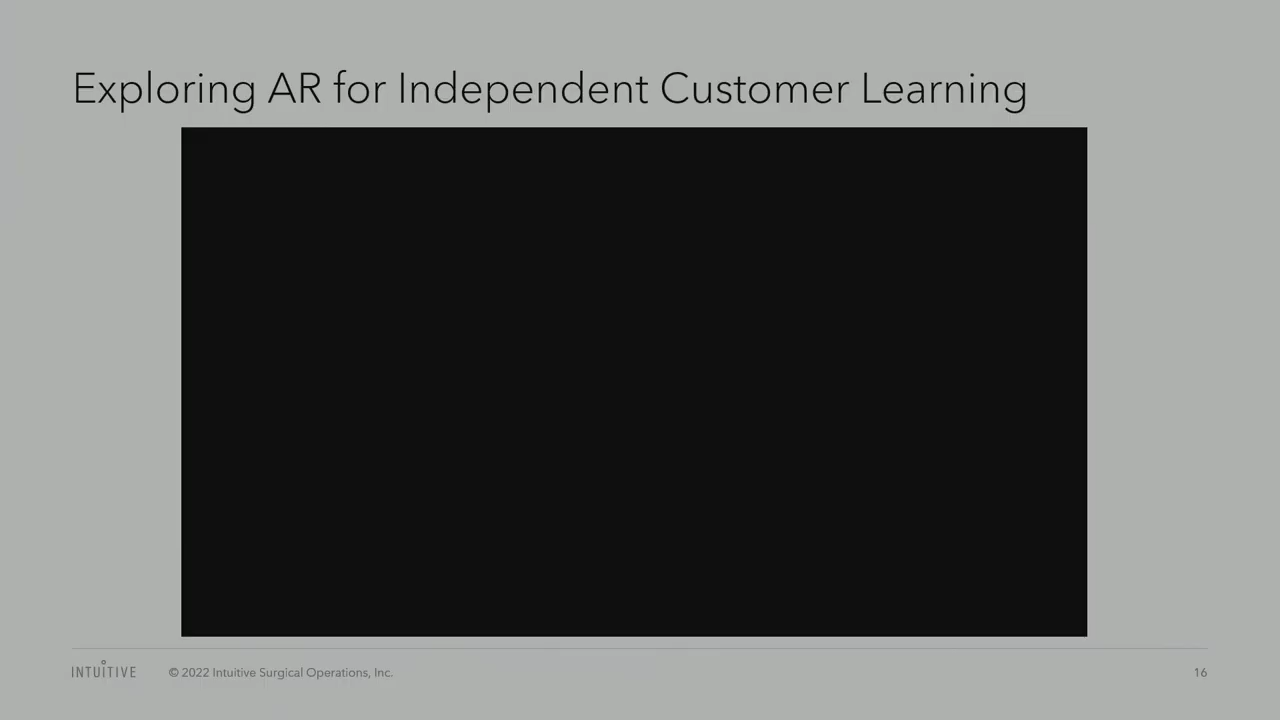 Exploring AR for Independent Customer Learning
INTUITIVE
© 2022 Intuitive Surgical Operations, Inc.
16